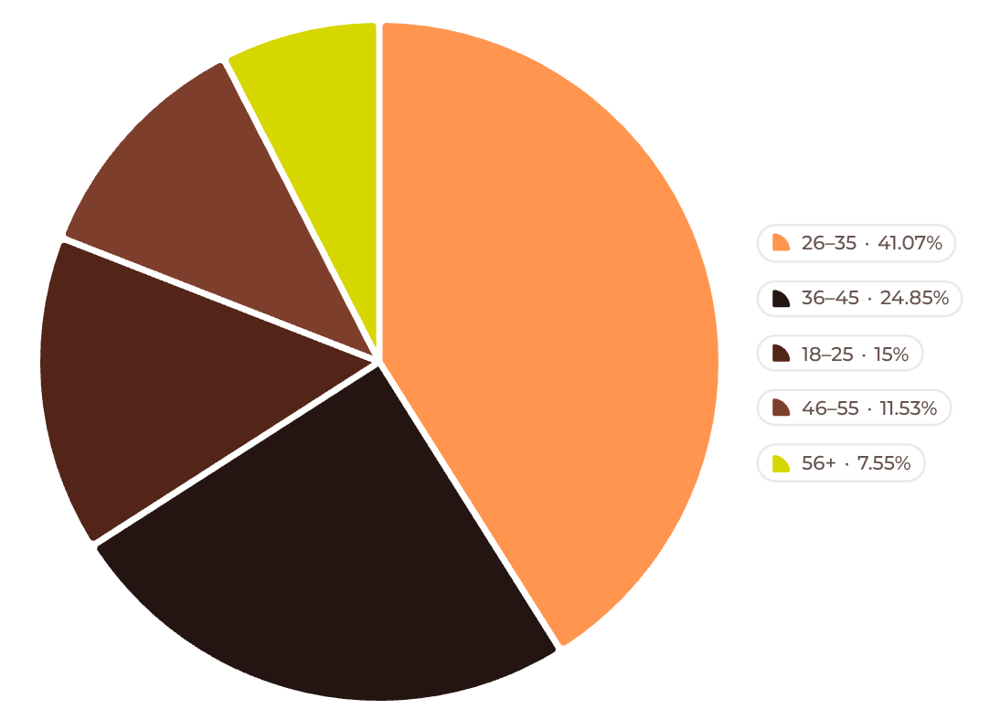 26–35 · 41.07%
36–45 · 24.85%
18–25 · 15%
46–55 · 11.53%
56+ · 7.55%